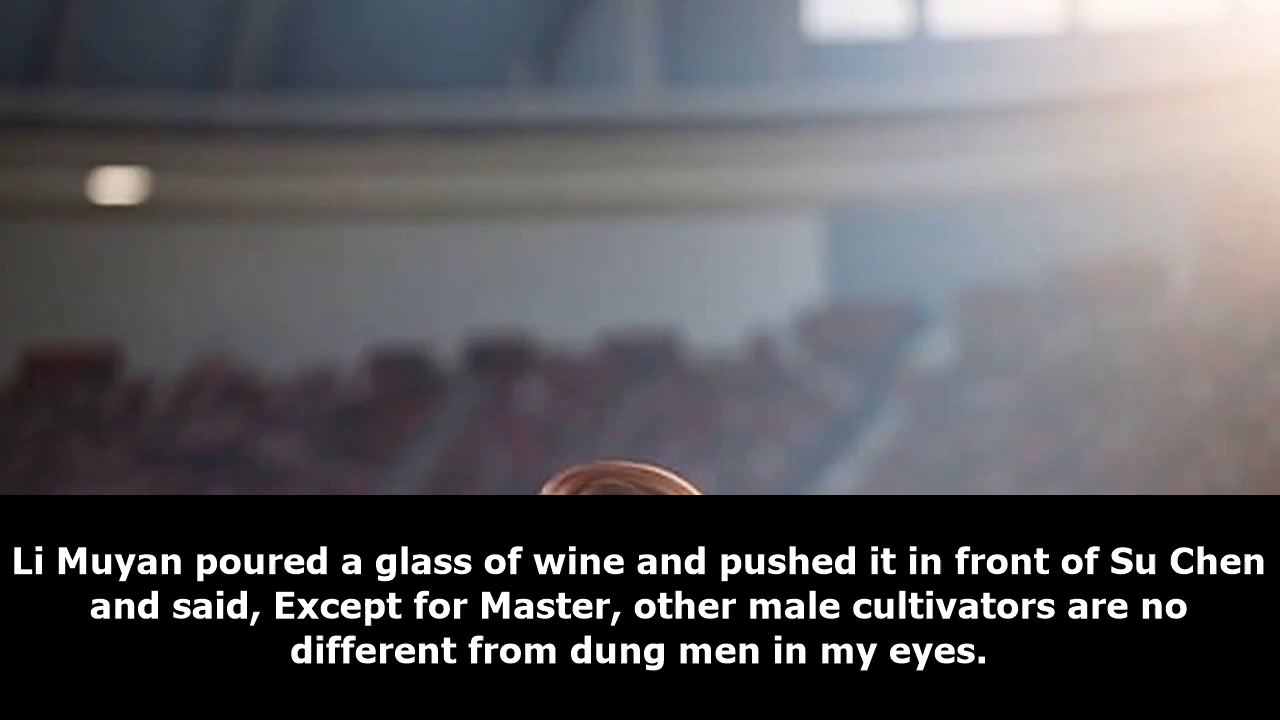 Li Muyan poured a glass of wine and pushed it in front of Su Chen
and said, Except for Master, other male cultivators are no
different from dung men in my eyes.